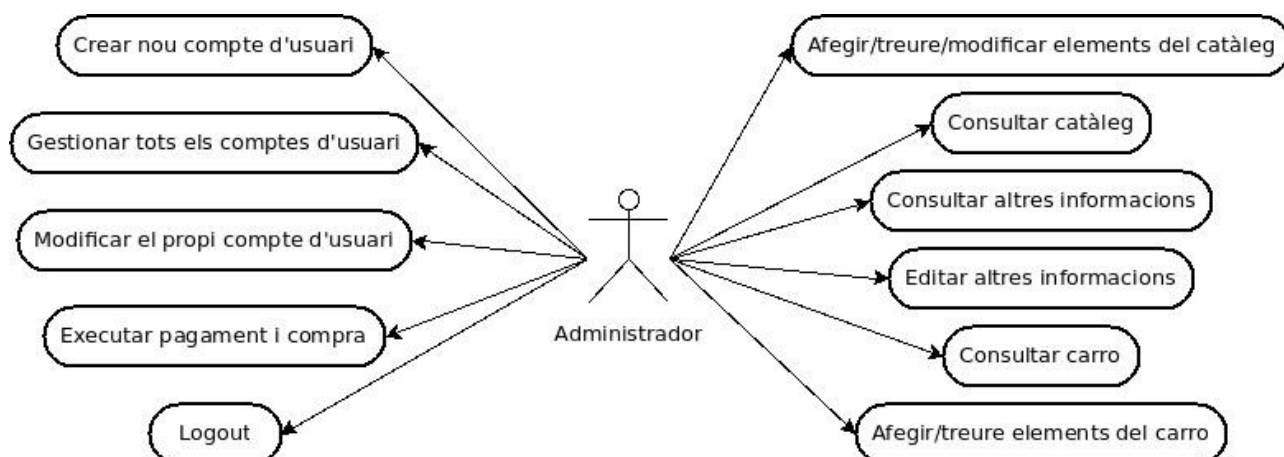 Crear nou compte d'usuari
Gestionar tots els comptes d'usuari
Modificar el propi compte d'usuari
Executar pagament i compra
Logout
Administrador
Afegir/treure/modificar elements del catàleg
Consultar catàleg
Consultar altres informacions
Editar altres informacions
Consultar carro
Afegir/treure elements del carro